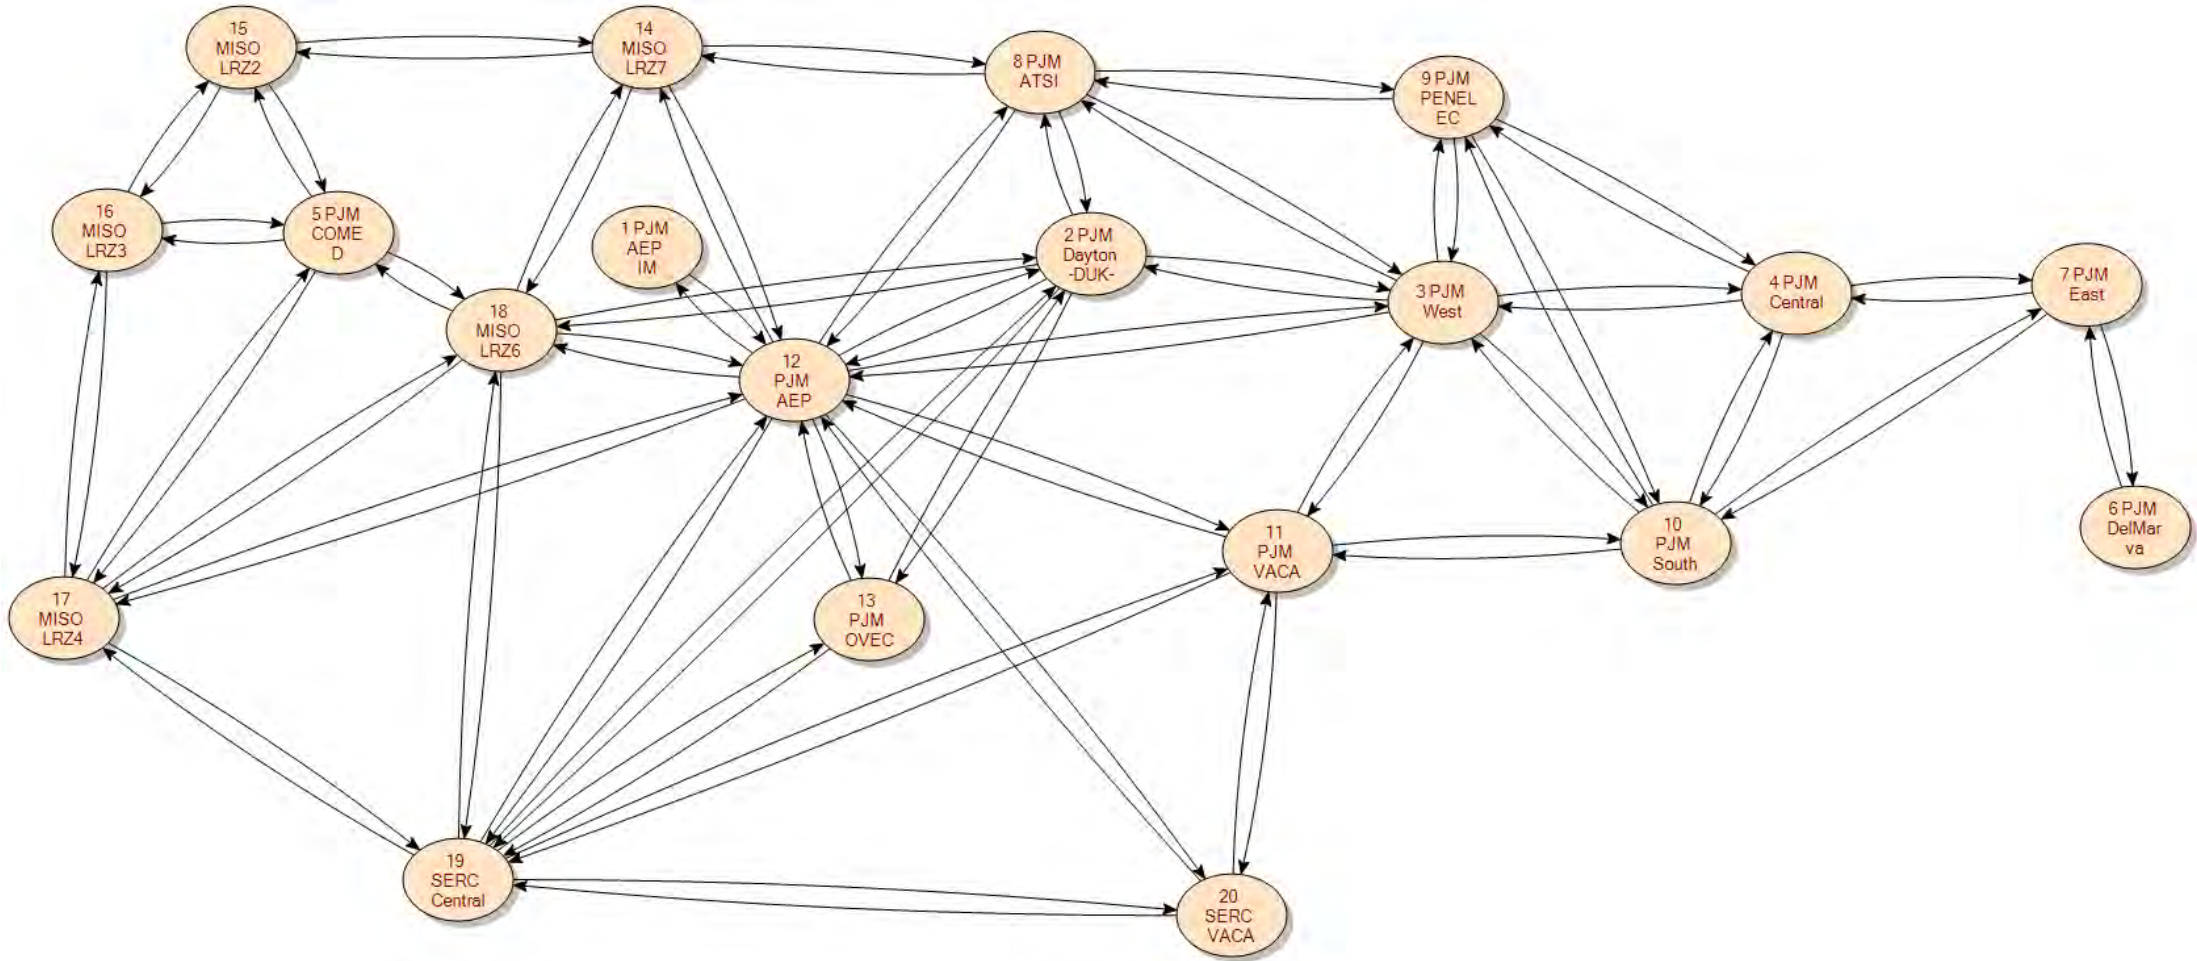 15
MISO
LRZ2
14
MISO
LRZ7
8 PJM
ATSI
9 PJM
PENEL
EC
16
MISO
LRZ3
5 PJM
COME
D
1 PJM
AEP
IM
2 PJM
Dayton
-DUK-
18
MISO
LRZ6
3 PJM
West
4 PJM
Central
7 PJM
East
12
PJM
AEP
11
PJM
VACA
10
PJM
South
6 PJM
DelMar
va
17
MISO
LRZ4
13
PJM
OVEC
19
SERC
Central
20
SERC
VACA